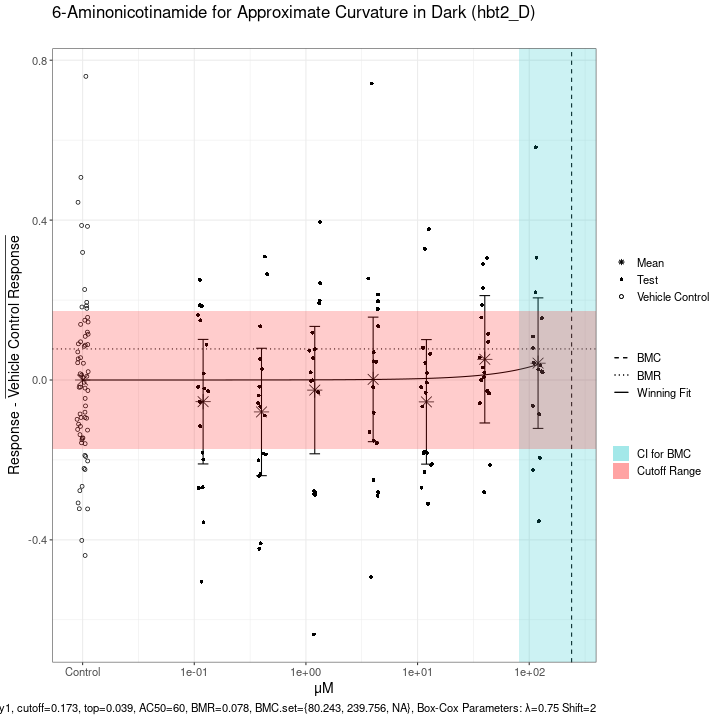 6-Aminonicotinamide for Approximate Curvature in Dark (hbt2_D)
Response - Vehicle Control Response
0.8
0.4
0.0
-0.4
Control
1e-01
1e+00
1e+01
1e+02
μM
Mean
Test
Vehicle Control
BMC
BMR
Winning Fit
CI for BMC
Cutoff Range
y1, cutoff=0.173, top=0.039, AC50=60, BMR=0.078, BMC.set={80.243, 239.756, NA}, Box-Cox Parameters: λ=0.75 Shift=2